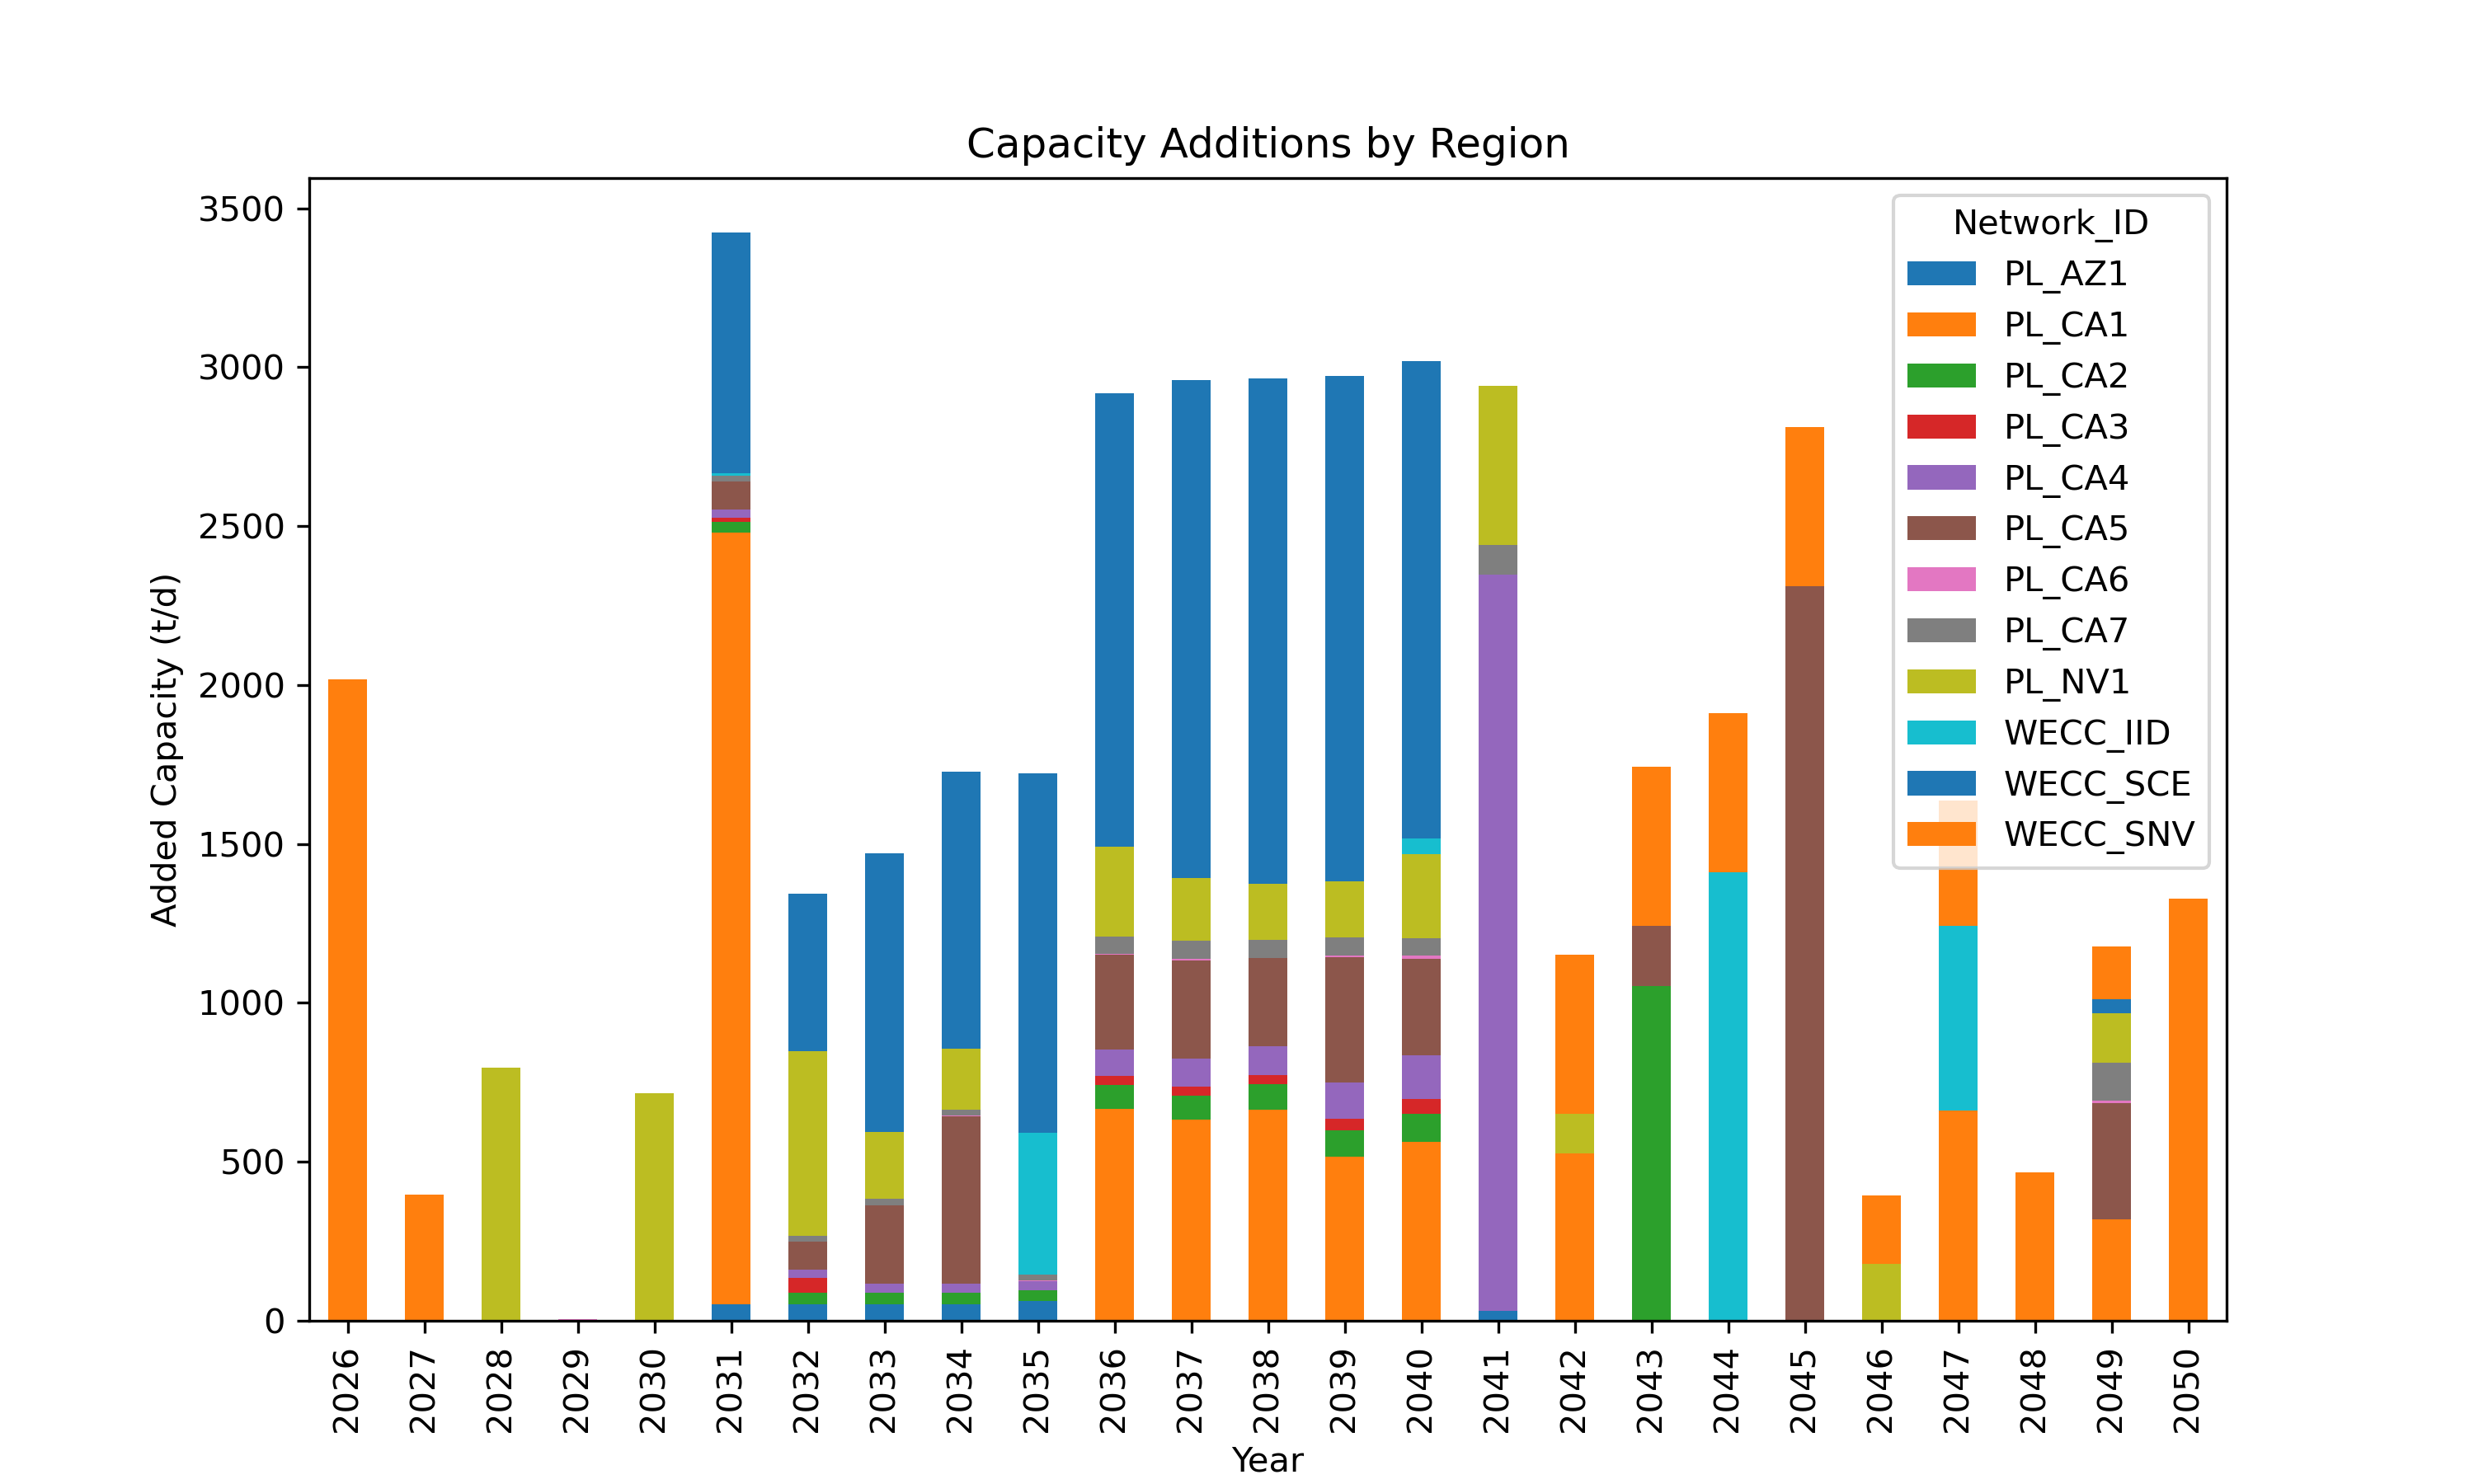 Capacity Additions by Region
Added Capacity (t/d)
3500
3000
2500
2000
1500
1000
500
0
Network_ID
PL_AZ1
PL_CA1
PL_CA2
PL_CA3
PL_CA4
PL_CA5
PL_CA6
PL_CA7
PL_NV1
WECC_IID
WECC_SCE
WECC_SNV
2026
2027
2028
2029
2030
2031
2032
2033
2034
2035
2036
2037
2038
2039
2040
2041
2042
2043
2044
2045
2046
2047
2048
2049
2050
Year